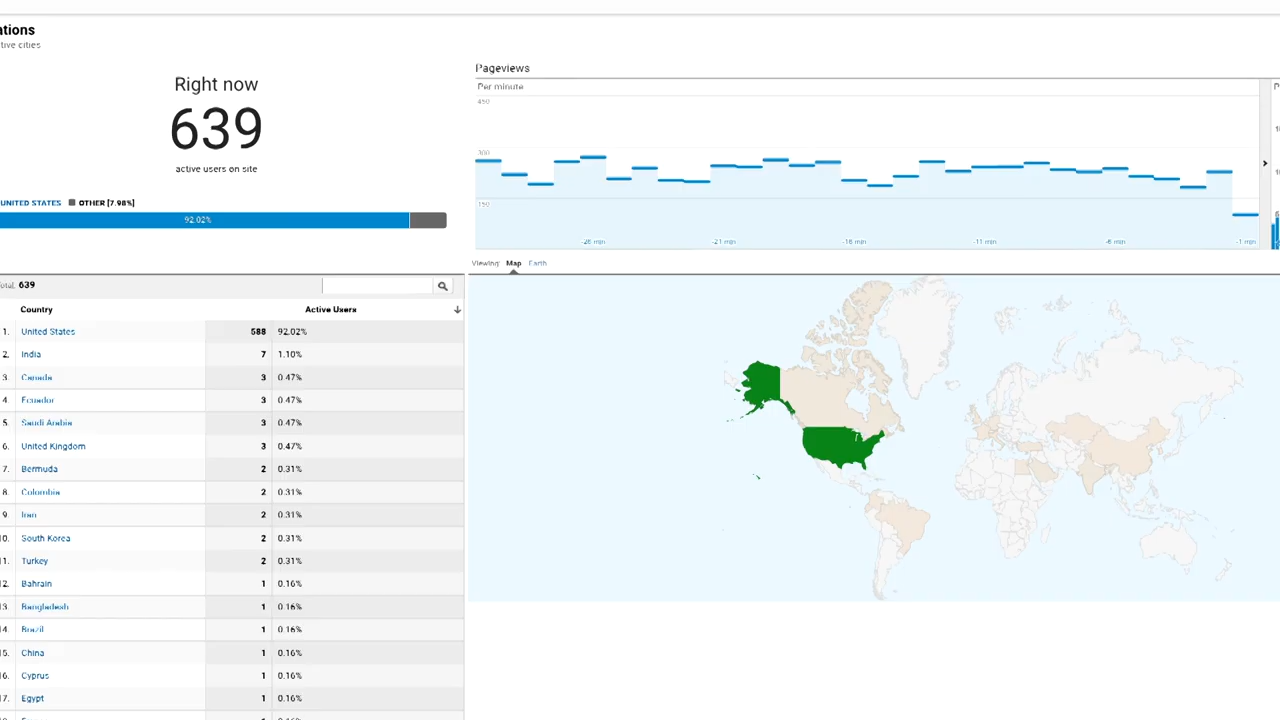 ations
tive cities
Right now
639
active users on site
UNITED STATES OTHER [7.98%]
92.02%
Pageviews
Per minute
450
300
150
-26 min -21 min -16 min -11 min -6 min -1 min
Viewing: Map Earth
otal: 639
Country Active Users
1. United States 588 92.02%
2. India 7 1.10%
3. Canada 3 0.47%
4. Ecuador 3 0.47%
5. Saudi Arabia 3 0.47%
6. United Kingdom 3 0.47%
7. Bermuda 2 0.31%
8. Colombia 2 0.31%
9. Iran 2 0.31%
10. South Korea 2 0.31%
11. Turkey 2 0.31%
12. Bahrain 1 0.16%
13. Bangladesh 1 0.16%
14. Brazil 1 0.16%
15. China 1 0.16%
16. Cyprus 1 0.16%
17. Egypt 1 0.16%